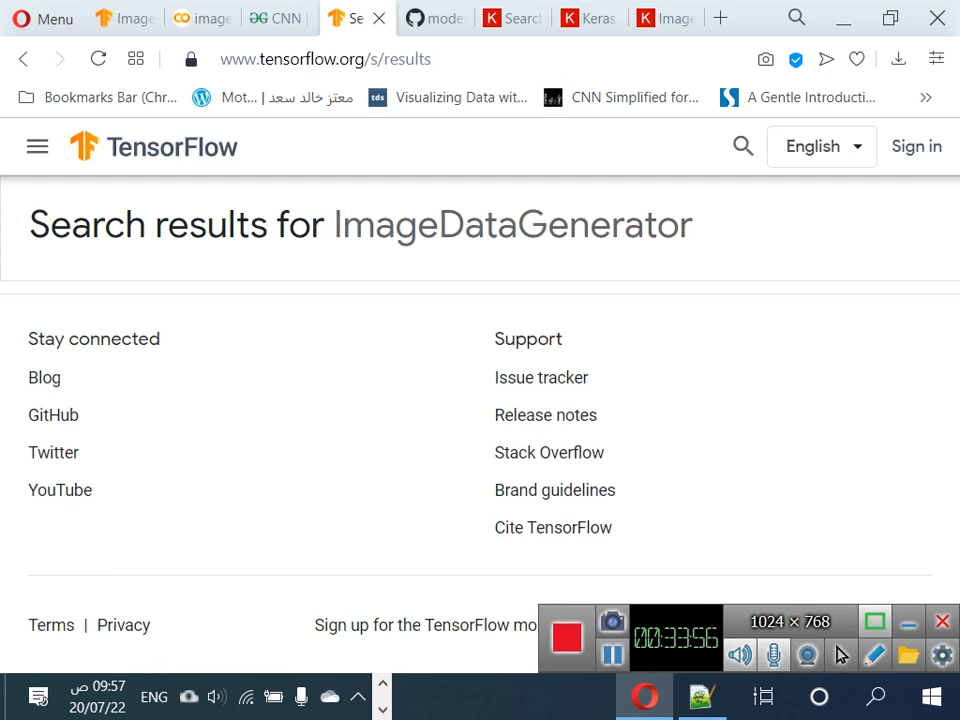 Menu
Image
image
CNN
Se
mode
Searc
Keras
Imag
www.tensorflow.org/s/results
Bookmarks Bar (Chr...
Mot... | معتز خالد سعد
tds Visualizing Data wit...
CNN Simplified for...
A Gentle Introducti...
TensorFlow
English
Sign in
Search results for ImageDataGenerator
Stay connected
Support
Blog
Issue tracker
GitHub
Release notes
Twitter
Stack Overflow
YouTube
Brand guidelines
Cite TensorFlow
Terms | Privacy
Sign up for the TensorFlow mo
00:33:56
1024 × 768
09:57 ص
20/07/22
ENG